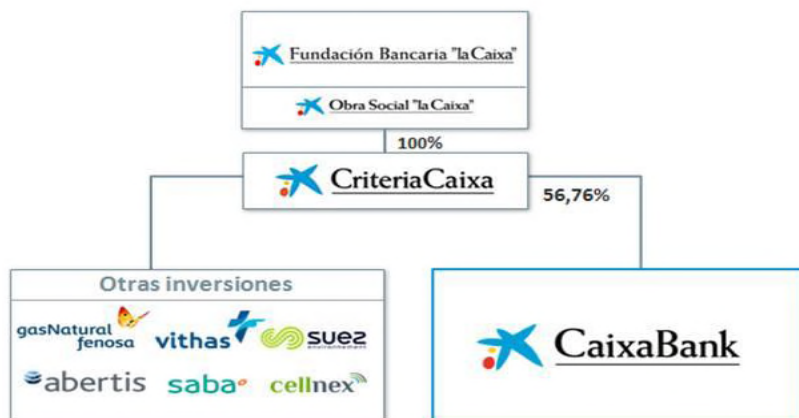 Fundación Bancaria "la Caixa"
Obra Social "la Caixa"
100%
CriteriaCaixa
56,76%
Otras inversiones
gasNatural
fenosa
vithas
suez
environnement
abertis
saba
cellnex
CaixaBank